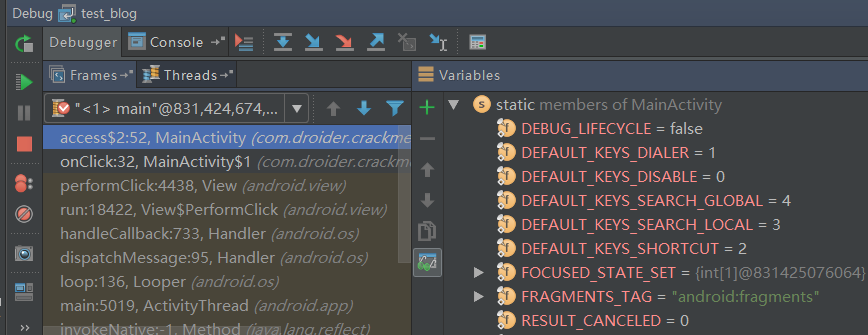 Debug test_blog
Debugger Console
Frames Threads
"<1> main"@831,424,674,...
access$2:52, MainActivity (com.droider.crackme
onClick:32, MainActivity$1 (com.droider.crackme
performClick:4438, View (android.view)
run:18422, View$PerformClick (android.view)
handleCallback:733, Handler (android.os)
dispatchMessage:95, Handler (android.os)
loop:136, Looper (android.os)
main:5019, ActivityThread (android.app)
invokeNative:-1, Method (java.lang.reflect)
Variables
static members of MainActivity
DEBUG_LIFECYCLE = false
DEFAULT_KEYS_DIALER = 1
DEFAULT_KEYS_DISABLE = 0
DEFAULT_KEYS_SEARCH_GLOBAL = 4
DEFAULT_KEYS_SEARCH_LOCAL = 3
DEFAULT_KEYS_SHORTCUT = 2
FOCUSED_STATE_SET = {int[1]@831425076064}
FRAGMENTS_TAG = "android:fragments"
RESULT_CANCELED = 0